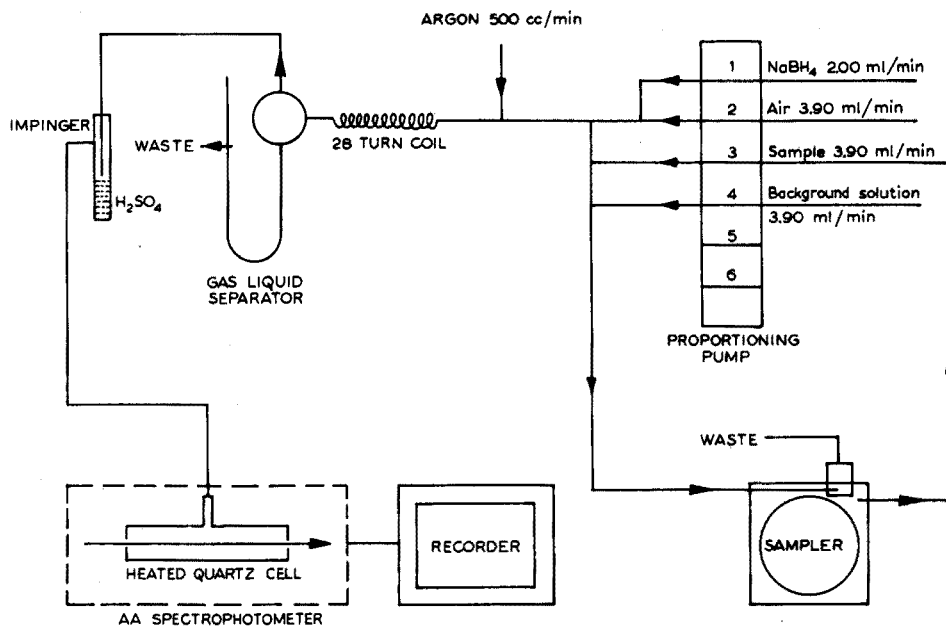 ARGON 500 cc/min
1
NaBH₄ 2.00 ml/min
2
Air 3.90 ml/min
3
Sample 3.90 ml/min
4
Background solution
3.90 ml/min
5
6
PROPORTIONING
PUMP
IMPINGER
H₂SO₄
WASTE
28 TURN COIL
GAS LIQUID
SEPARATOR
WASTE
SAMPLER
RECORDER
HEATED QUARTZ CELL
AA SPECTROPHOTOMETER